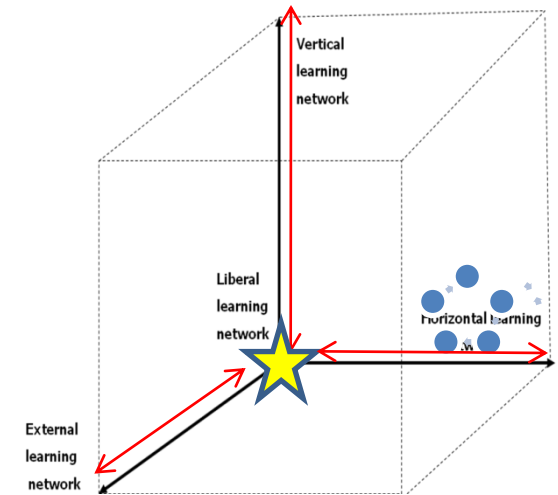 Vertical
learning
network
Liberal
learning
network
Horizontal learning
External
learning
network